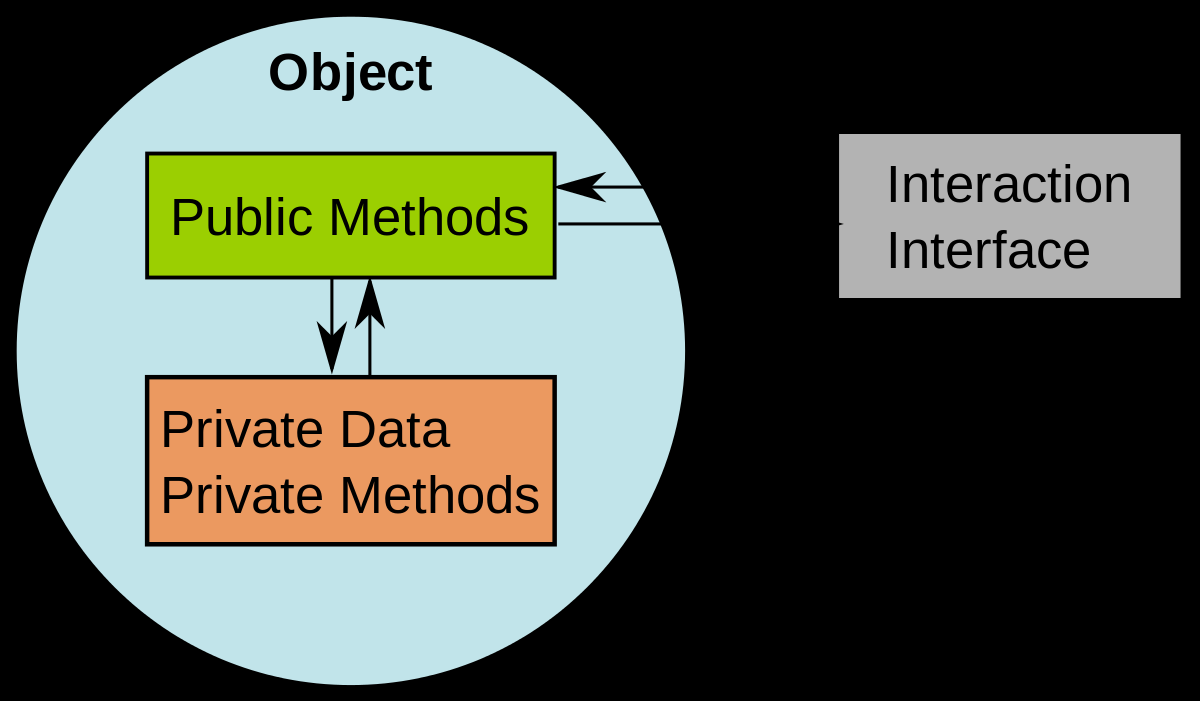 Object
Public Methods
Interaction
Interface
Private Data
Private Methods